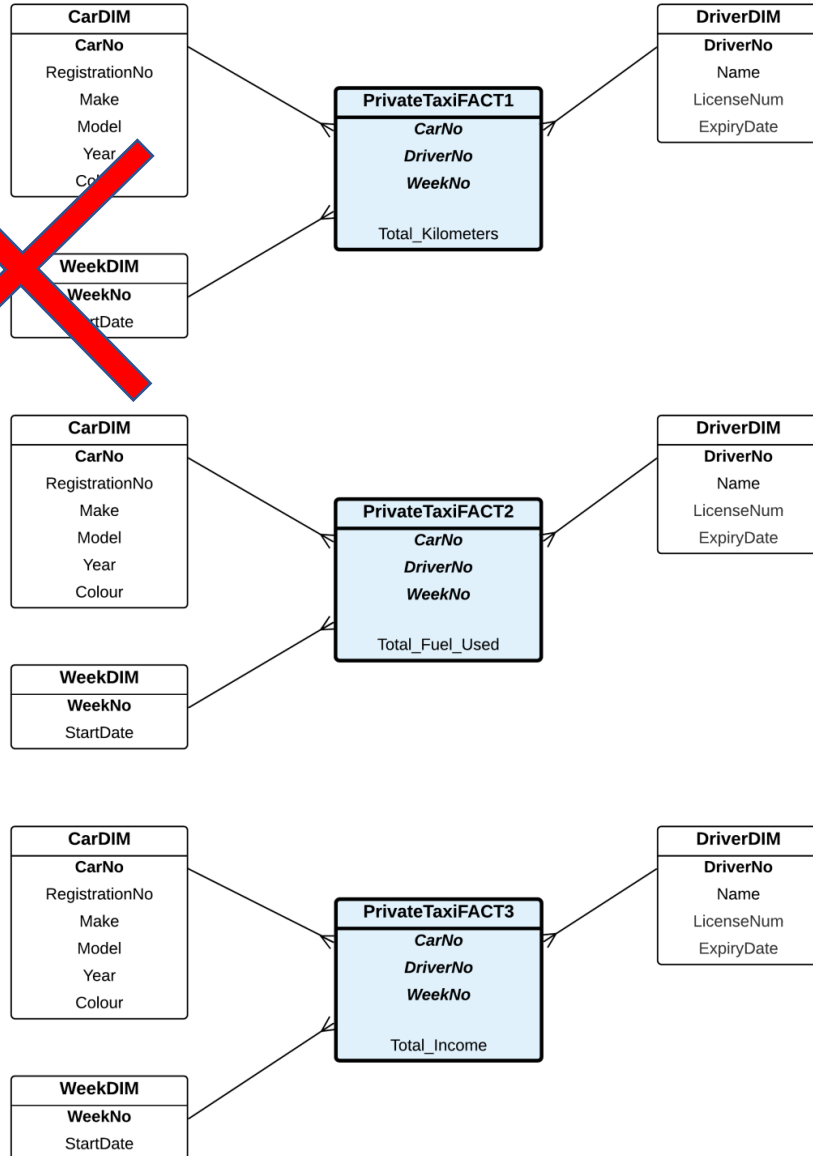 CarDIM
CarNo
RegistrationNo
Make
Model
Year
WeekDIM
WeekNo
PrivateTaxiFACT1
CarNo
DriverNo
WeekNo
Total_Kilometers
DriverDIM
DriverNo
Name
LicenseNum
ExpiryDate
CarDIM
CarNo
RegistrationNo
Make
Model
Year
Colour
WeekDIM
WeekNo
StartDate
PrivateTaxiFACT2
CarNo
DriverNo
WeekNo
Total_Fuel_Used
DriverDIM
DriverNo
Name
LicenseNum
ExpiryDate
CarDIM
CarNo
RegistrationNo
Make
Model
Year
Colour
WeekDIM
WeekNo
StartDate
PrivateTaxiFACT3
CarNo
DriverNo
WeekNo
Total_Income
DriverDIM
DriverNo
Name
LicenseNum
ExpiryDate